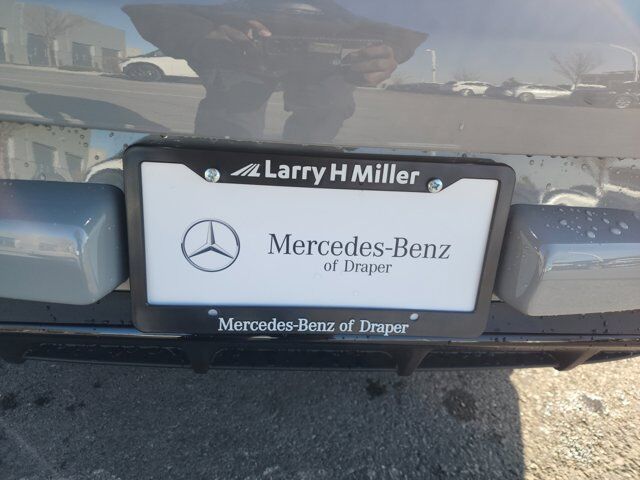 Larry H Miller
Mercedes-Benz
of Draper
Mercedes-Benz of Draper